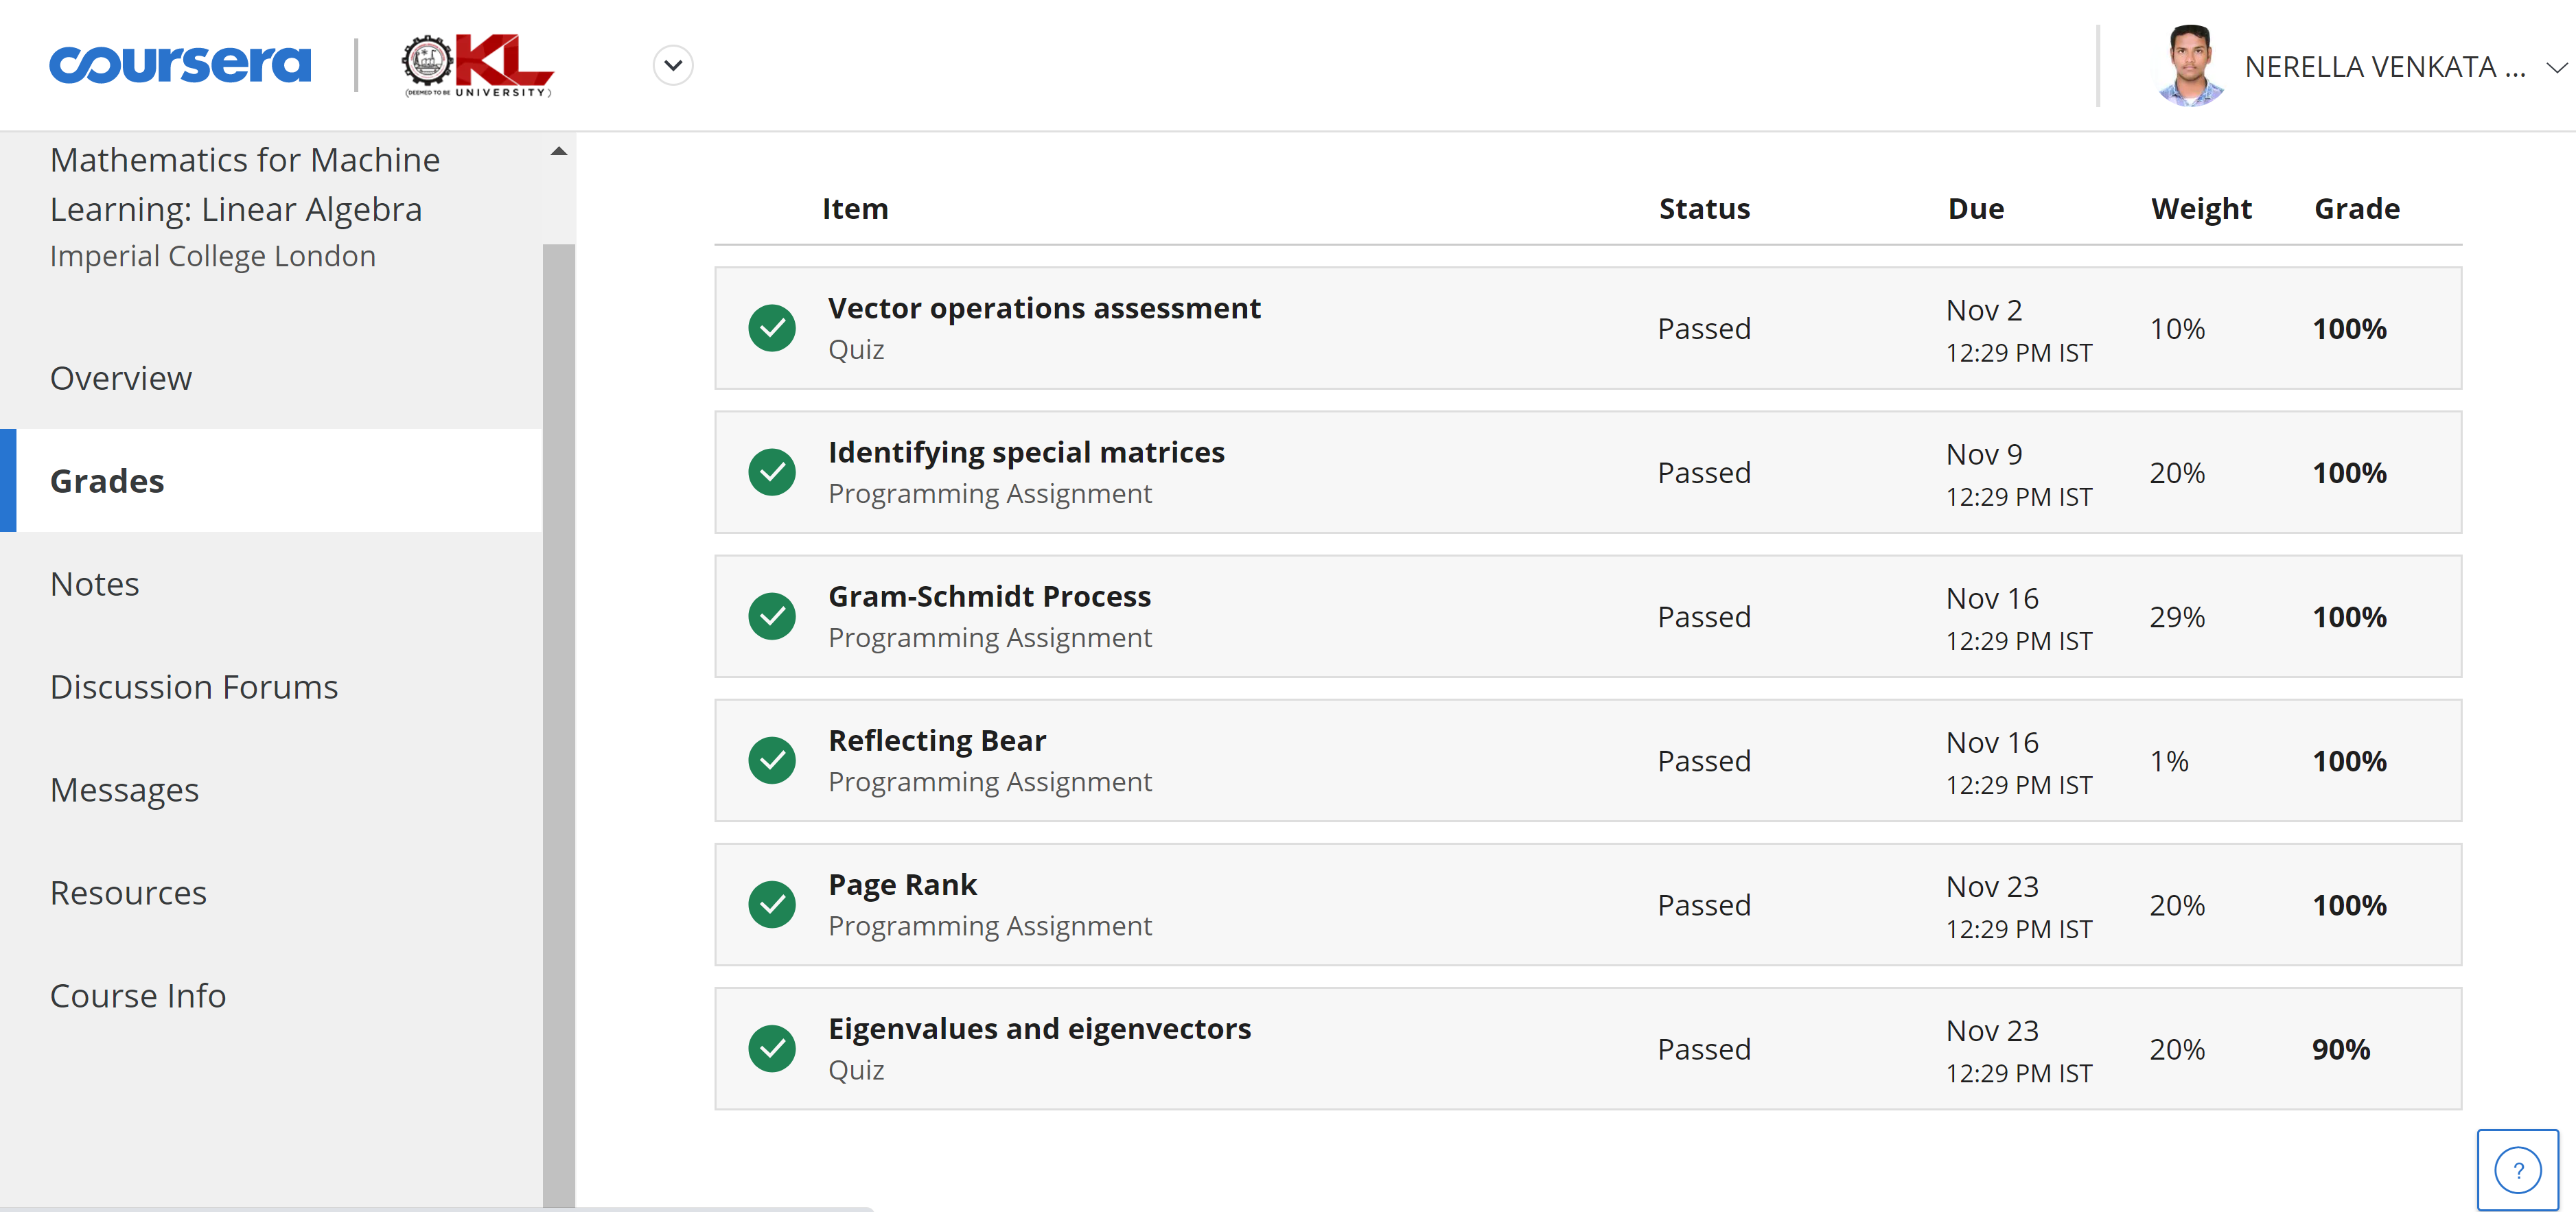 coursera
KL
(DEEMED TO BE UNIVERSITY)
NERELLA VENKATA ...
Mathematics for Machine
Learning: Linear Algebra
Imperial College London
Overview
Grades
Notes
Discussion Forums
Messages
Resources
Course Info
Item Status Due Weight Grade
Vector operations assessment
Quiz
Passed
Nov 2
12:29 PM IST
10%
100%
Identifying special matrices
Programming Assignment
Passed
Nov 9
12:29 PM IST
20%
100%
Gram-Schmidt Process
Programming Assignment
Passed
Nov 16
12:29 PM IST
29%
100%
Reflecting Bear
Programming Assignment
Passed
Nov 16
12:29 PM IST
1%
100%
Page Rank
Programming Assignment
Passed
Nov 23
12:29 PM IST
20%
100%
Eigenvalues and eigenvectors
Quiz
Passed
Nov 23
12:29 PM IST
20%
90%
?